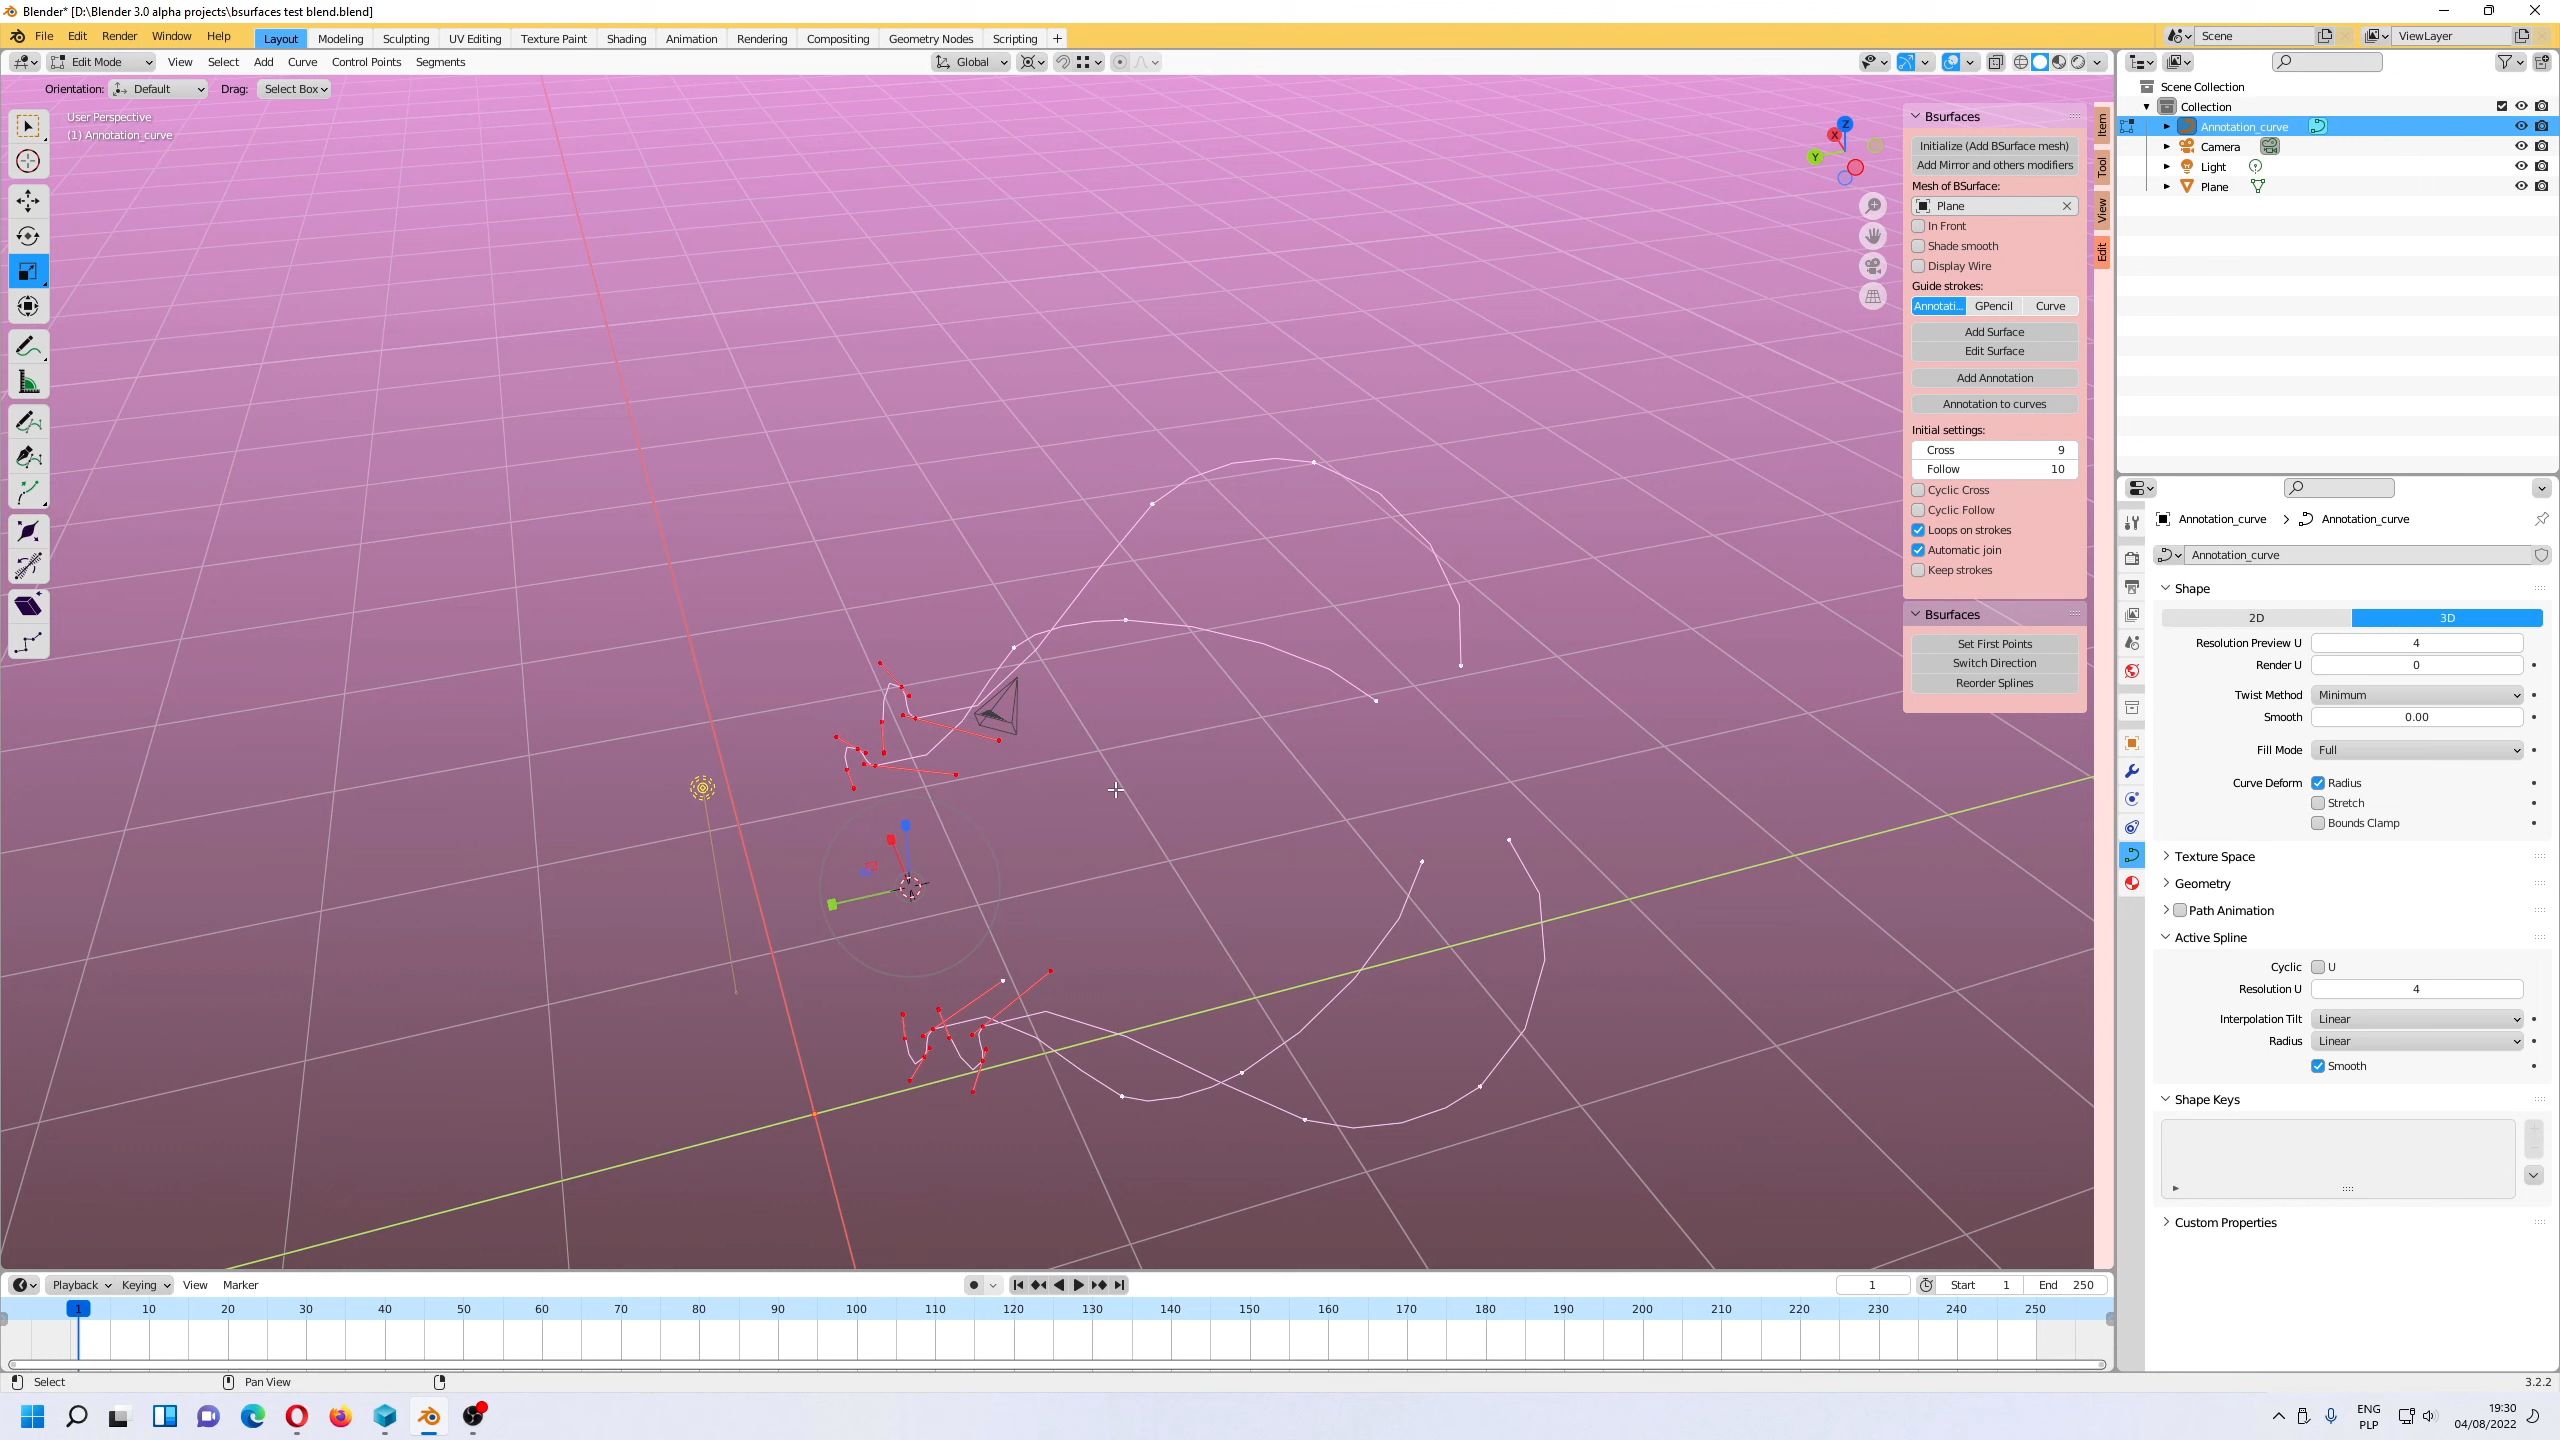 Blender* [D:\Blender 3.0 alpha projects\bsurfaces test blend.blend]
File Edit Render Window Help Layout Modeling Sculpting UV Editing Texture Paint Shading Animation Rendering Compositing Geometry Nodes Scripting + Scene ViewLayer
Edit Mode View Select Add Curve Control Points Segments Global
Orientation: Default Drag: Select Box
User Perspective
(1) Annotation_curve
Z
X
Y
Bsurfaces
Initialize (Add BSurface mesh)
Add Mirror and others modifiers
Mesh of BSurface:
Plane
In Front
Shade smooth
Display Wire
Guide strokes:
Annotati... GPencil Curve
Add Surface
Edit Surface
Add Annotation
Annotation to curves
Initial settings:
Cross 9
Follow 10
Cyclic Cross
Cyclic Follow
Loops on strokes
Automatic join
Keep strokes
Bsurfaces
Set First Points
Switch Direction
Reorder Splines
Item
Tool
View
Edit
Scene Collection
Collection
Annotation_curve
Camera
Light
Plane
Annotation_curve > Annotation_curve
Annotation_curve
Shape
2D 3D
Resolution Preview U 4
Render U 0
Twist Method Minimum
Smooth 0.00
Fill Mode Full
Curve Deform Radius
Stretch
Bounds Clamp
Texture Space
Geometry
Path Animation
Active Spline
Cyclic U
Resolution U 4
Interpolation Tilt Linear
Radius Linear
Smooth
Shape Keys
Custom Properties
Playback Keying View Marker 1 Start 1 End 250
1 10 20 30 40 50 60 70 80 90 100 110 120 130 140 150 160 170 180 190 200 210 220 230 240 250
Select Pan View 3.2.2
ENG
PLP
19:30
04/08/2022